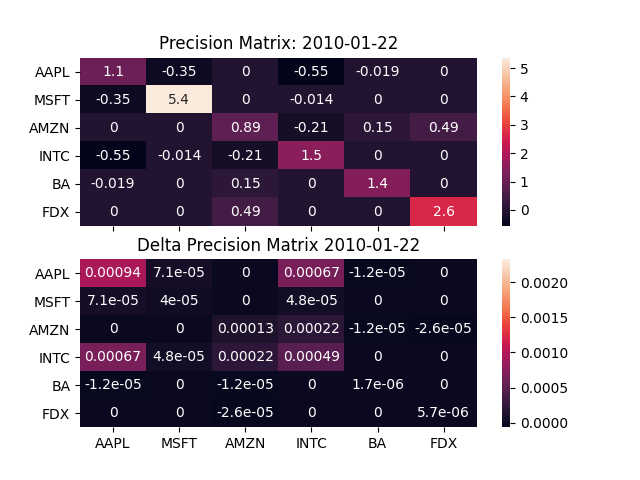 Precision Matrix: 2010-01-22
AAPL 1.1 -0.35 0 -0.55 -0.019 0
MSFT -0.35 5.4 0 -0.014 0 0
AMZN 0 0 0.89 -0.21 0.15 0.49
INTC -0.55 -0.014 -0.21 1.5 0 0
BA -0.019 0 0.15 0 1.4 0
FDX 0 0 0.49 0 0 2.6
5
4
3
2
1
0
Delta Precision Matrix 2010-01-22
AAPL 0.00094 7.1e-05 0 0.00067 -1.2e-05 0
MSFT 7.1e-05 4e-05 0 4.8e-05 0 0
AMZN 0 0 0.00013 0.00022 -1.2e-05 -2.6e-05
INTC 0.00067 4.8e-05 0.00022 0.00049 0 0
BA -1.2e-05 0 -1.2e-05 0 1.7e-06 0
FDX 0 0 -2.6e-05 0 0 5.7e-06
AAPL MSFT AMZN INTC BA FDX
0.0020
0.0015
0.0010
0.0005
0.0000